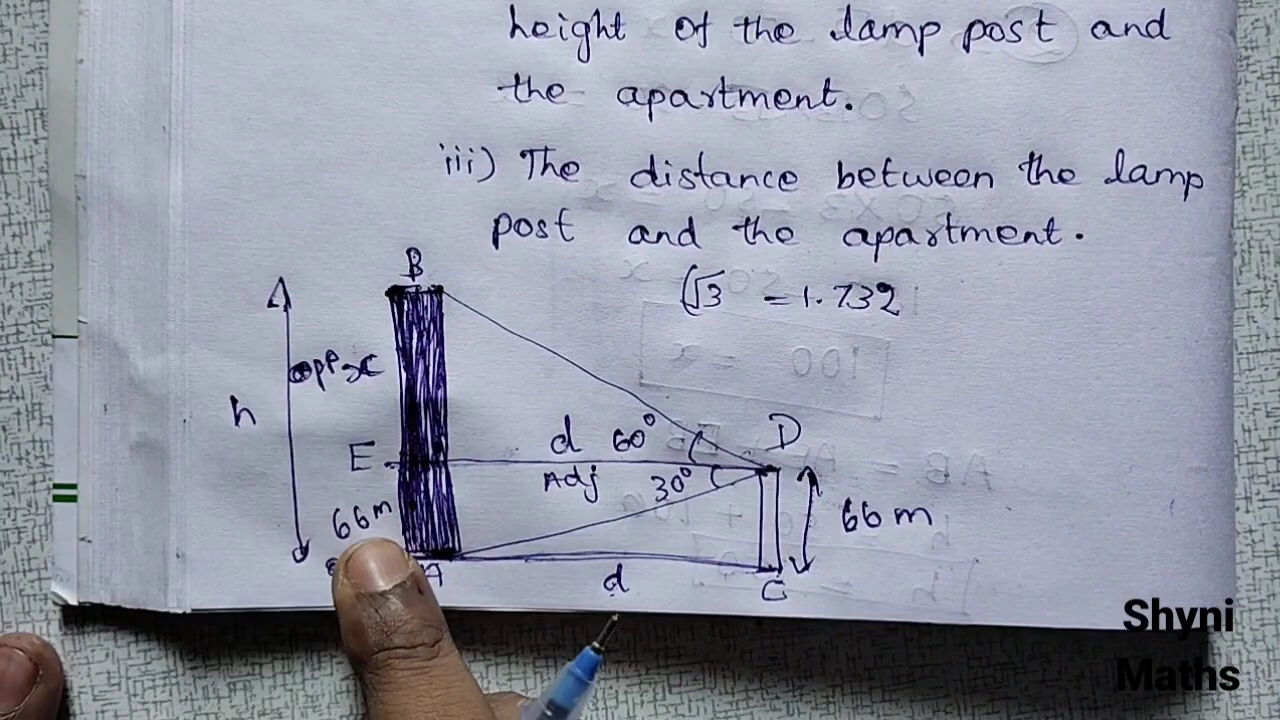 height of the lamp post and
the apartment.
iii) The distance between the lamp
post and the apartment.
(√3 = 1.732
B
opp x
h
d 60° D
E
Adj 30°
66m
66 m
A
d
C
Shyni
Maths